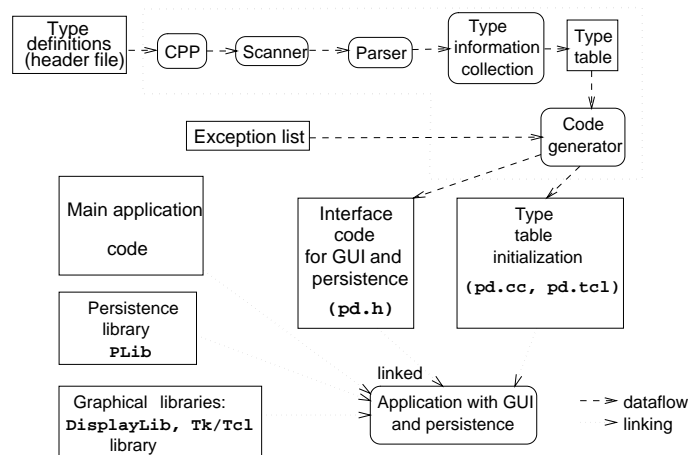 Type
definitions
(header file)
CPP
Scanner
Parser
Type
information
collection
Type
table
Exception list
Code
generator
Main application
code
Interface
code
for GUI and
persistence
(pd.h)
Type
table
initialization
(pd.cc, pd.tcl)
Persistence
library
PLib
linked
Graphical libraries:
DisplayLib, Tk/Tcl
library
Application with GUI
and persistence
dataflow
linking